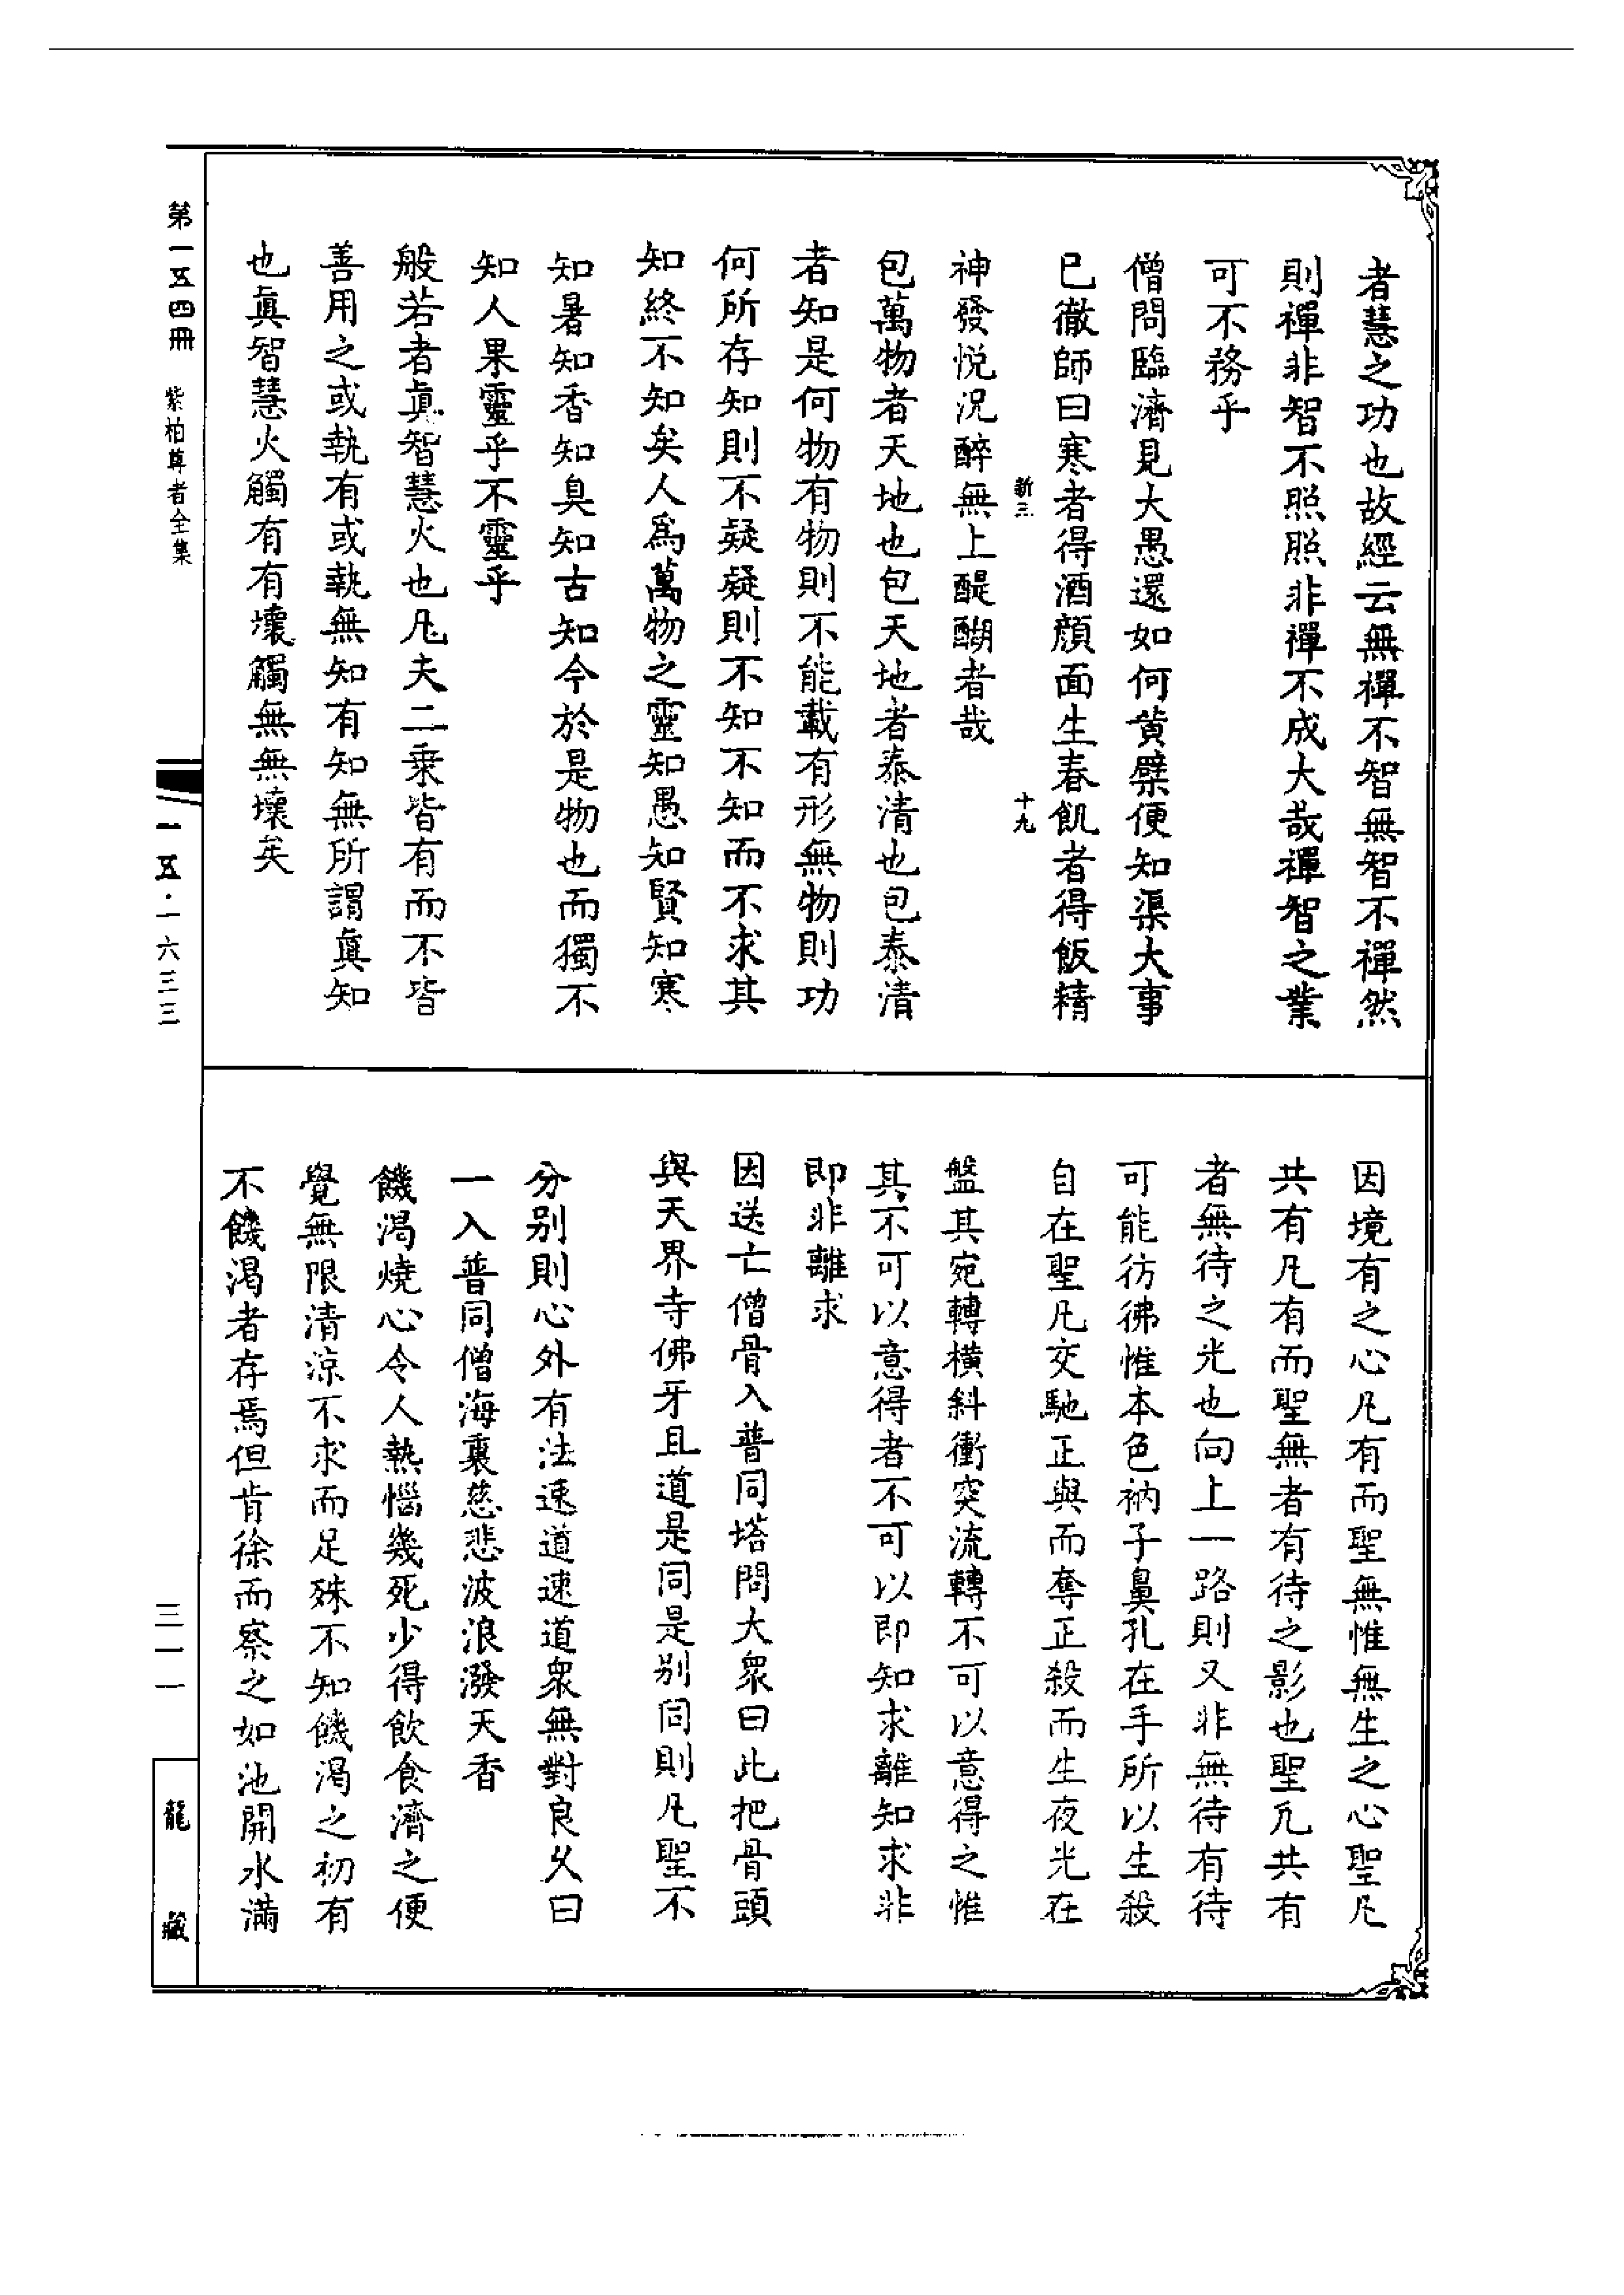 者慧之功也故經云無禪不智無智不禪然
則禪非智不照照非禪不成大哉禪智之業
可不務乎
僧問臨濟見大愚還如何黃檗便知渠大事
已徹師曰寒者得酒顏面生春飢者得飯精
新三 十九
神發悅況醉無上醍醐者哉
包萬物者天地也包天地者泰清也包泰清
者知是何物有物則不能載有形無物則功
何所存知則不疑疑則不知不知而不求其
知終不知矣人為萬物之靈知愚知賢知寒
知暑知香知臭知古知今於是物也而獨不
知人果靈乎不靈乎
般若者眞智慧火也凡夫二乘皆有而不皆
善用之或執有或執無知有知無所謂眞知
也眞智慧火觸有有壞觸無無壞矣
因境有之心凡有而聖無惟無生之心聖凡
共有凡有而聖無者有待之影也聖凡共有
者無待之光也向上一路則又非無待有待
可能彷彿惟本色衲子鼻孔在手所以生殺
自在聖凡交馳正與而奪正殺而生夜光在
盤其宛轉橫斜衝突流轉不可以意得之惟
其不可以意得者不可以即知求離知求非
即非離求
因送亡僧骨入普同塔問大衆曰此把骨頭
與天界寺佛牙且道是同是別同則凡聖不
分別則心外有法速道速道衆無對良久曰
一入普同僧海裏慈悲波浪潑天香
饑渴燒心令人熱惱幾死少得飲食濟之便
覺無限清涼不求而足殊不知饑渴之初有
不饑渴者存焉但肯徐而察之如池開水滿
第一五四冊 紫柏尊者全集
一五·一六三三
三一一
龍藏